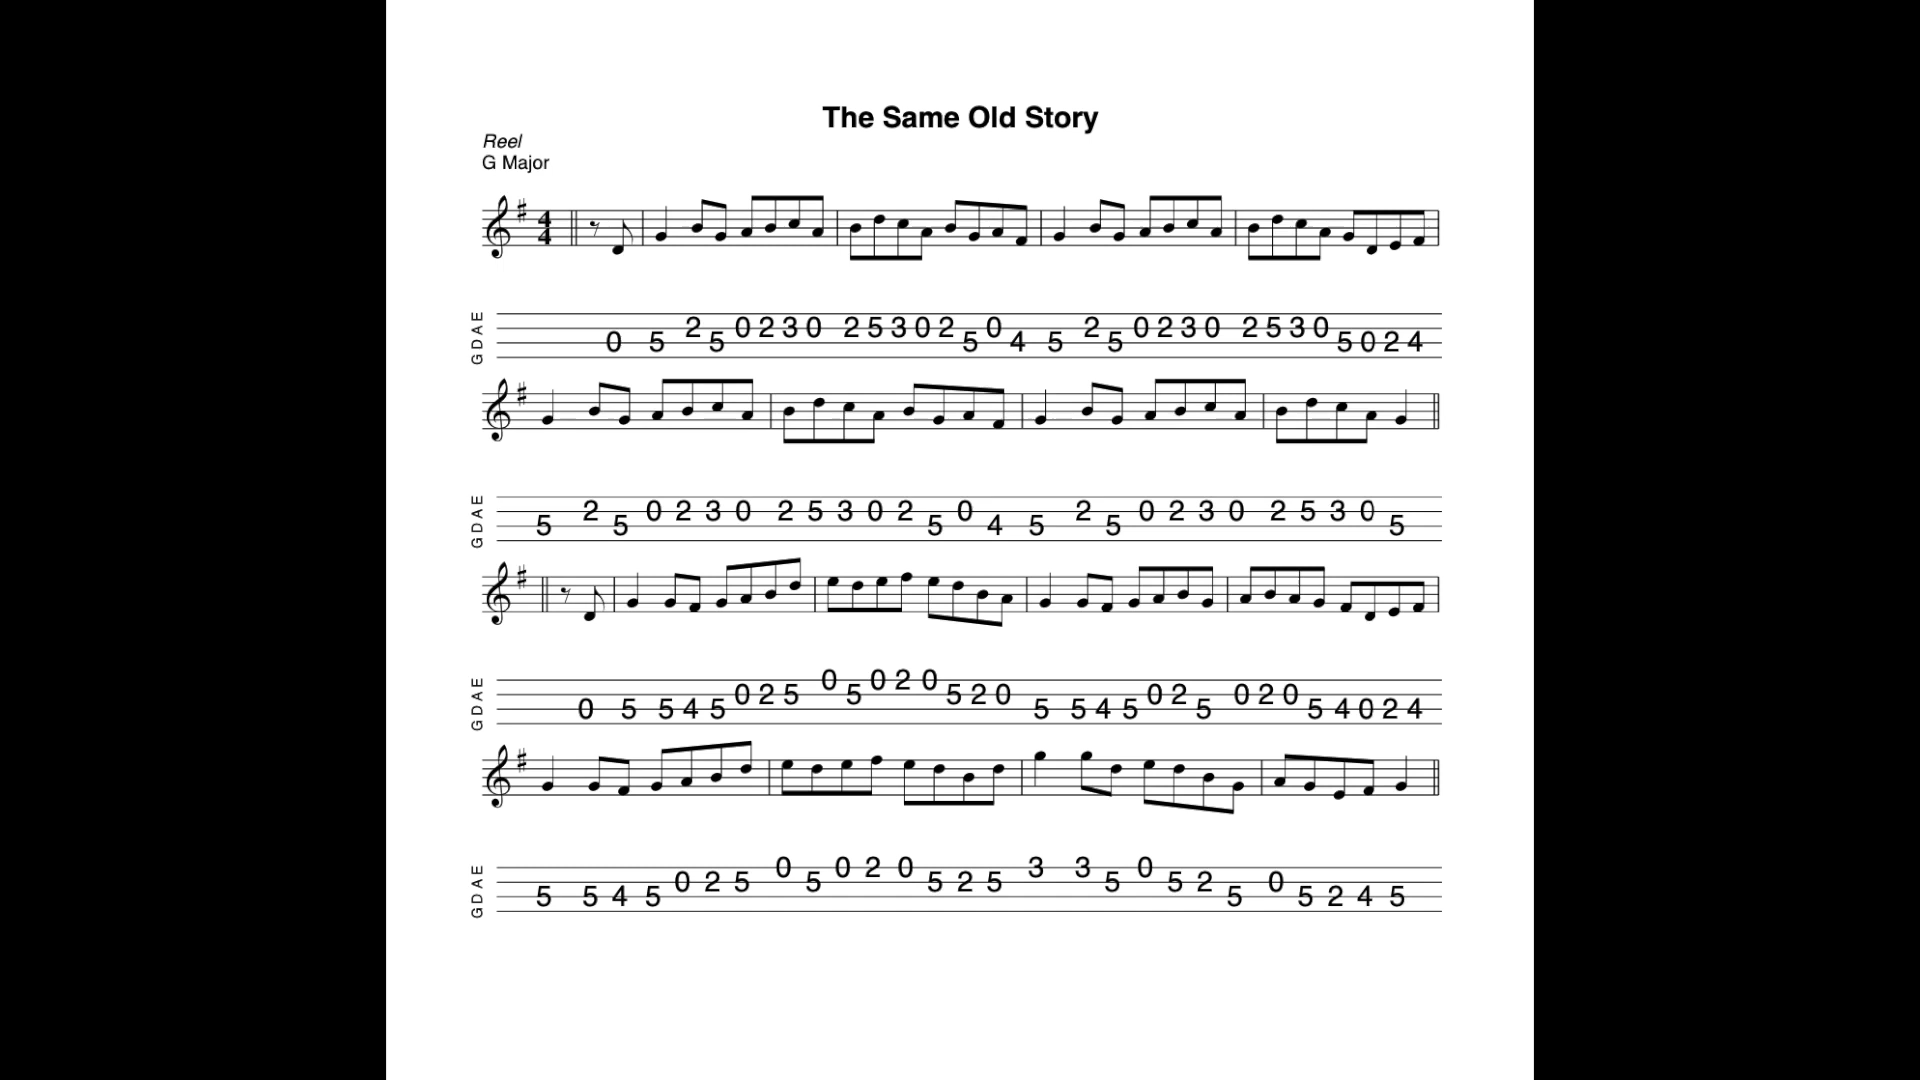 The Same Old Story
Reel
G Major
4
4
G D A E
0 5 2 5 0 2 3 0 2 5 3 0 2 5 0 4 5 2 5 0 2 3 0 2 5 3 0 5 0 2 4
G D A E
5 2 5 0 2 3 0 2 5 3 0 2 5 0 4 5 2 5 0 2 3 0 2 5 3 0 5
G D A E
0 5 5 4 5 0 2 5 0 5 0 2 0 5 2 0 5 5 4 5 0 2 5 0 2 0 5 4 0 2 4
G D A E
5 5 4 5 0 2 5 0 5 0 2 0 5 2 5 3 3 5 0 5 2 5 0 5 2 4 5